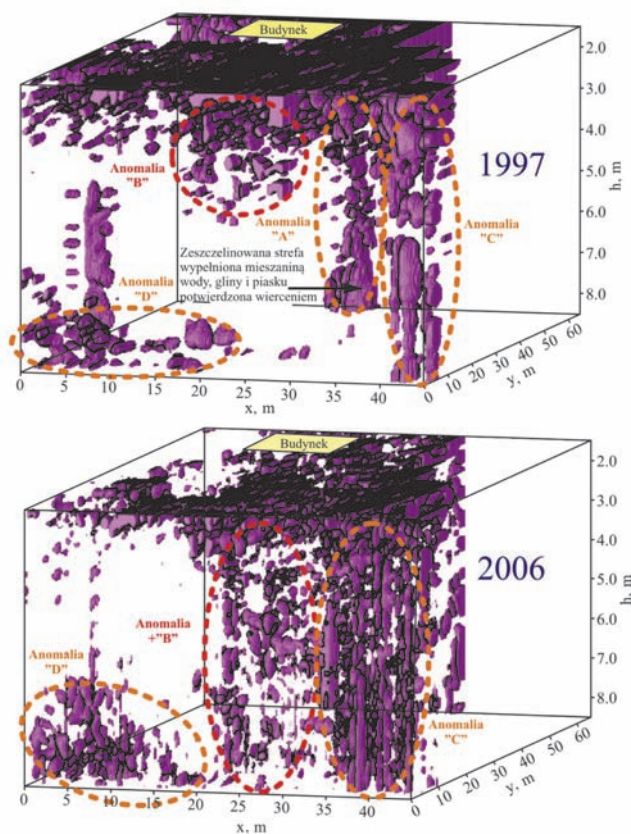 Budynek
2.0
3.0
4.0
5.0
6.0
7.0
8.0
h, m
1997
Anomalia
"B"
Anomalia
"A"
Anomalia
"C"
Zeszczelinowana strefa
wypełniona mieszaniną
wody, gliny i piasku
potwierdzona wierceniem
Anomalia
"D"
0 5 10 15 20 25 30 35 40
x, m
0 10 20 30 40 50 60
y, m
Budynek
2.0
3.0
4.0
5.0
6.0
7.0
8.0
h, m
2006
Anomalia
+"B"
Anomalia
"D"
Anomalia
"C"
0 5 10 15 20 25 30 35 40
x, m
0 10 20 30 40 50 60
y, m